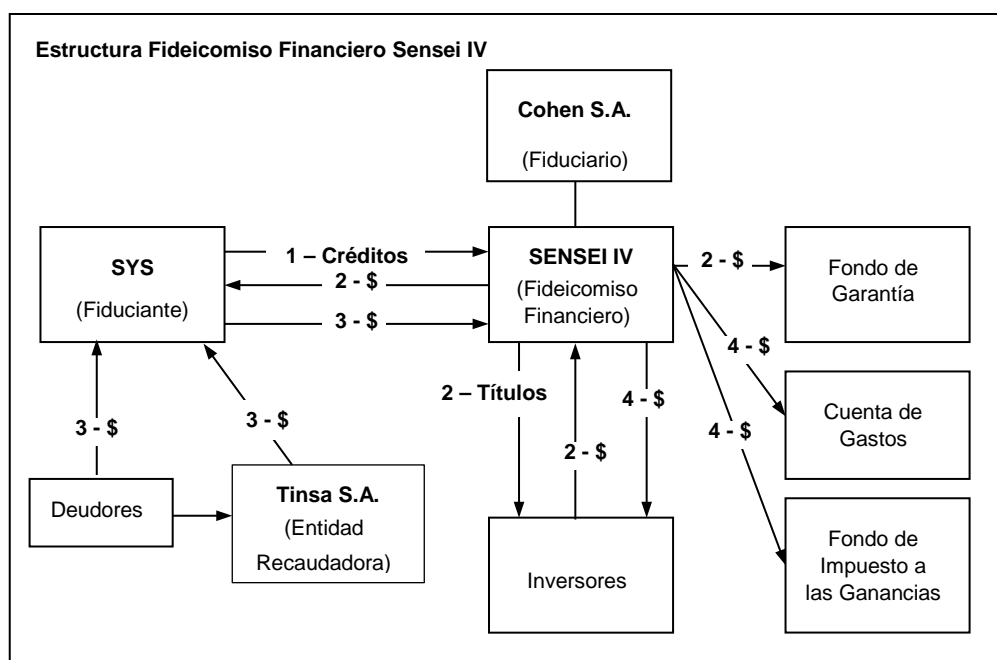 Estructura Fideicomiso Financiero Sensei IV
Cohen S.A.
(Fiduciario)
SYS
(Fiduciante)
1 – Créditos
2 - $
3 - $
SENSEI IV
(Fideicomiso
Financiero)
2 - $
Fondo de
Garantía
4 - $
4 - $
Cuenta de
Gastos
Fondo de
Impuesto a
las Ganancias
2 – Títulos
2 - $
4 - $
3 - $
3 - $
Deudores
Tinsa S.A.
(Entidad
Recaudadora)
Inversores